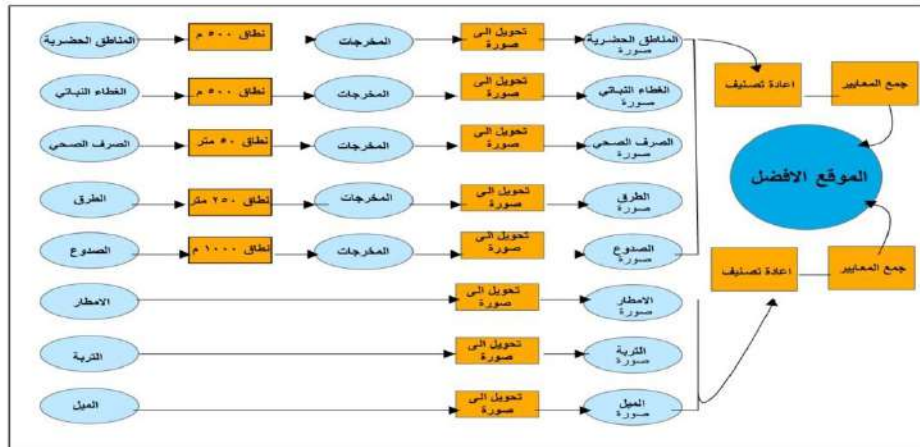 المناطق الحضرية
نطاق ٥٠٠ م
المخرجات
تحويل الى
صورة
المناطق الحضرية
صورة
الغطاء النباتي
نطاق ٥٠٠ م
المخرجات
تحويل الى
صورة
الغطاء النباتي
صورة
الصرف الصحي
نطاق ٥٠ متر
المخرجات
تحويل الى
صورة
الصرف الصحي
صورة
الطرق
نطاق ٢٥٠ متر
المخرجات
تحويل الى
صورة
الطرق
صورة
الصدوع
نطاق ١٠٠٠ م
المخرجات
تحويل الى
صورة
الصدوع
صورة
الامطار
تحويل الى
صورة
الامطار
صورة
التربة
تحويل الى
صورة
التربة
صورة
الميل
تحويل الى
صورة
الميل
صورة
اعادة تصنيف
جمع المعايير
الموقع الافضل
اعادة تصنيف
جمع المعايير